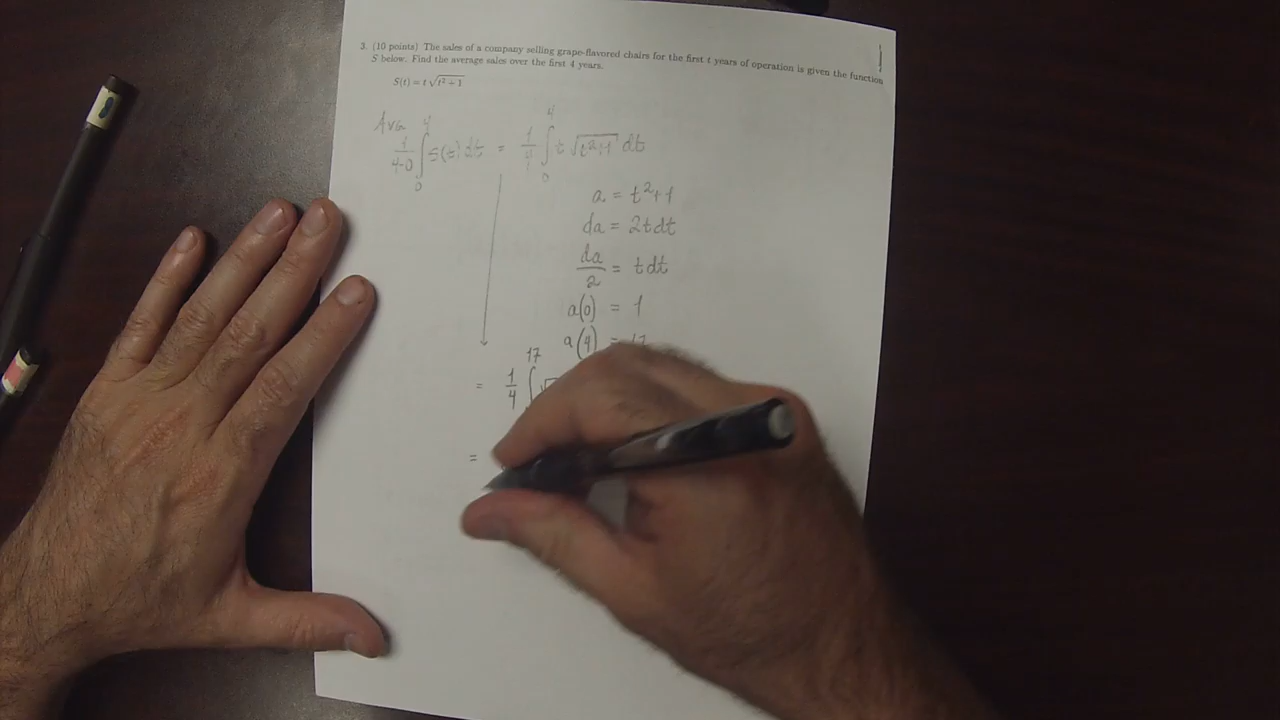 3. (10 points) The sales of a company selling grape-flavored chairs for the first t years of operation is given the function
S below. Find the average sales over the first 4 years.
S(t) = t √(t² + 1)
Avg
1/(4-0) ∫₀⁴ S(t) dt = 1/4 ∫₀⁴ t √(t²+1) dt
a = t²+1
da = 2t dt
da/2 = t dt
a(0) = 1
a(4) = 17
= 1/4 ∫ 17 √
=